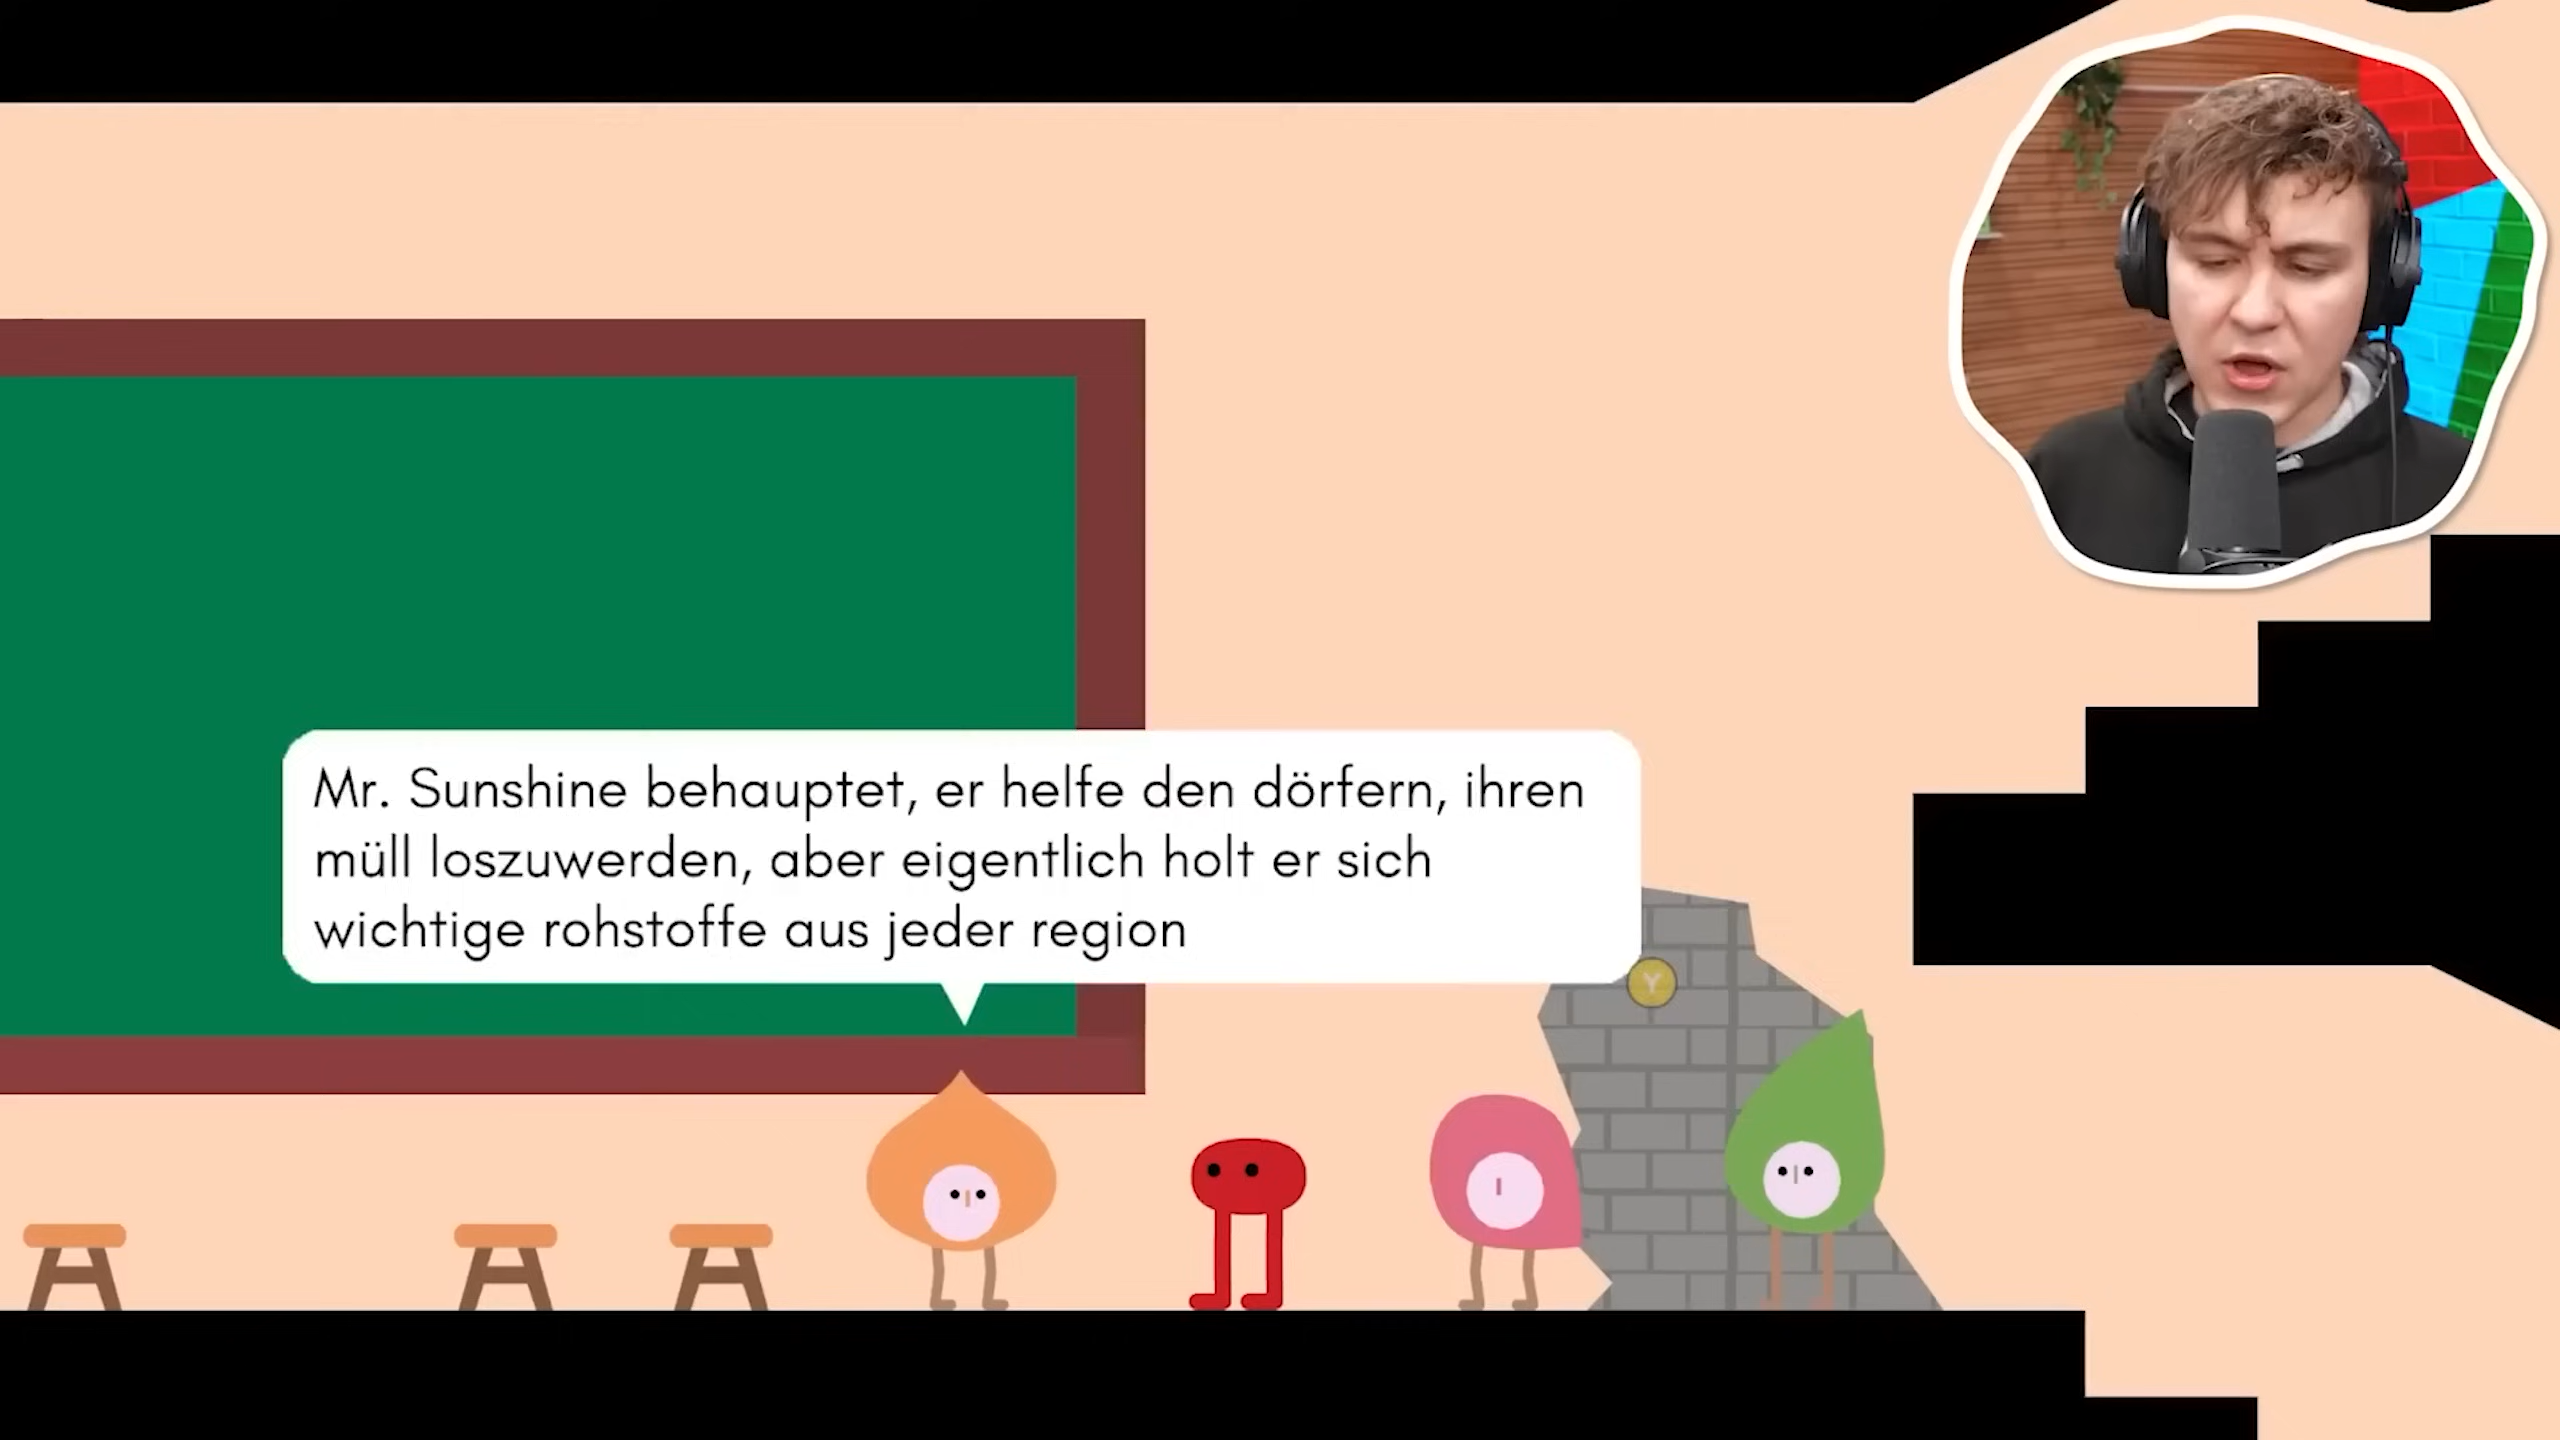 Mr. Sunshine behauptet, er helfe den dörfern, ihren
müll loszuwerden, aber eigentlich holt er sich
wichtige rohstoffe aus jeder region
Y